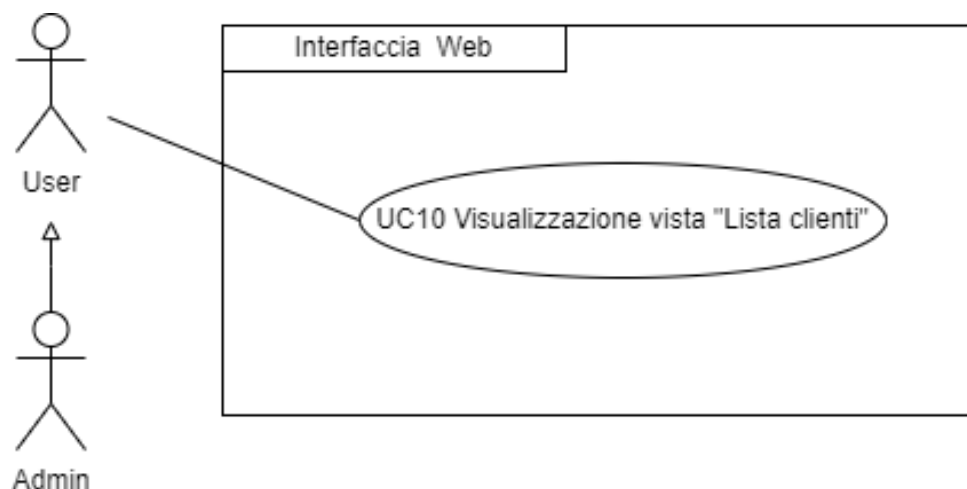 Interfaccia Web
User
UC10 Visualizzazione vista "Lista clienti"
Admin